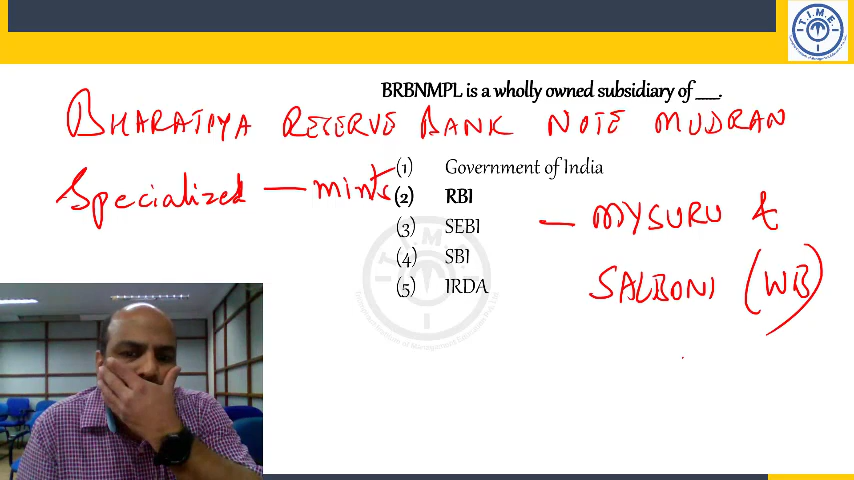 T.I.M.E.
BRBNMPL is a wholly owned subsidiary of ___.
BHARATIYA RECERVE BANK NOTE MUDRAN
(1) Government of India
Specialized — mints
(2) RBI
— MYSURU &
(3) SEBI
(4) SBI
SALBONI (WB)
(5) IRDA